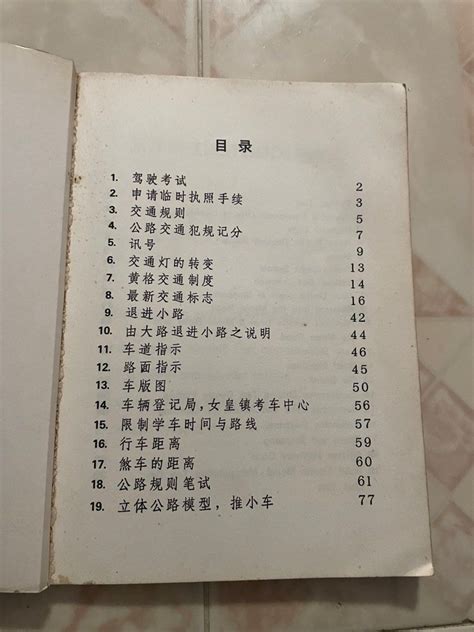 目录
1. 驾驶考试 2
2. 申请临时执照手续 3
3. 交通规则 5
4. 公路交通犯规记分 7
5. 讯号 9
6. 交通灯的转变 13
7. 黄格交通制度 14
8. 最新交通标志 16
9. 退进小路 42
10. 由大路退进小路之说明 44
11. 车道指示 46
12. 路面指示 45
13. 车版图 50
14. 车辆登记局，女皇镇考车中心 56
15. 限制学车时间与路线 57
16. 行车距离 59
17. 煞车的距离 60
18. 公路规则笔试 61
19. 立体公路模型，推小车 77